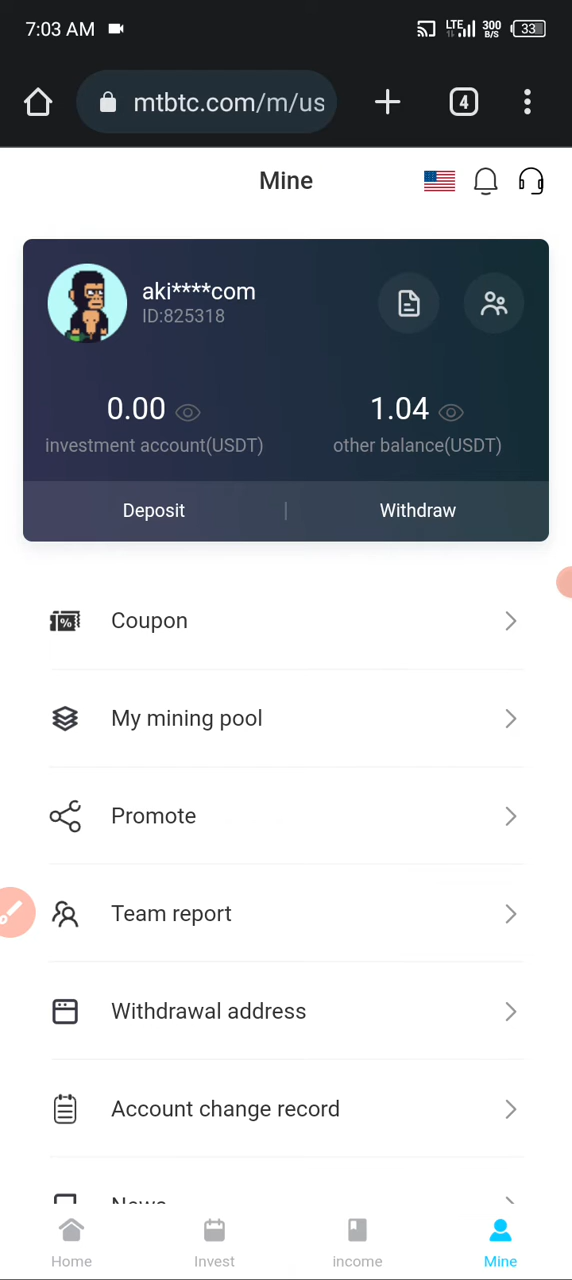 7:03 AM
LTE
300
B/S
33
mtbtc.com/m/us
4
Mine
aki****com
ID:825318
0.00
1.04
investment account(USDT)
other balance(USDT)
Deposit
Withdraw
Coupon
My mining pool
Promote
Team report
Withdrawal address
Account change record
News
Home
Invest
income
Mine